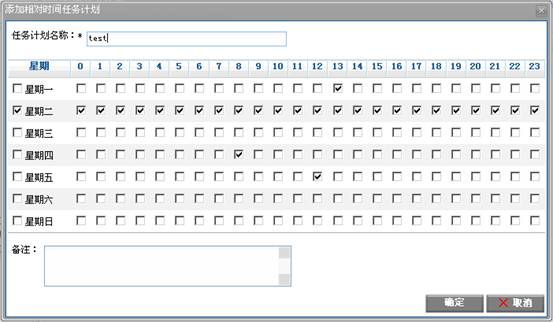 添加相对时间任务计划
任务计划名称：* test
星期 0 1 2 3 4 5 6 7 8 9 10 11 12 13 14 15 16 17 18 19 20 21 22 23
星期一
星期二
星期三
星期四
星期五
星期六
星期日
备注：
确定 取消